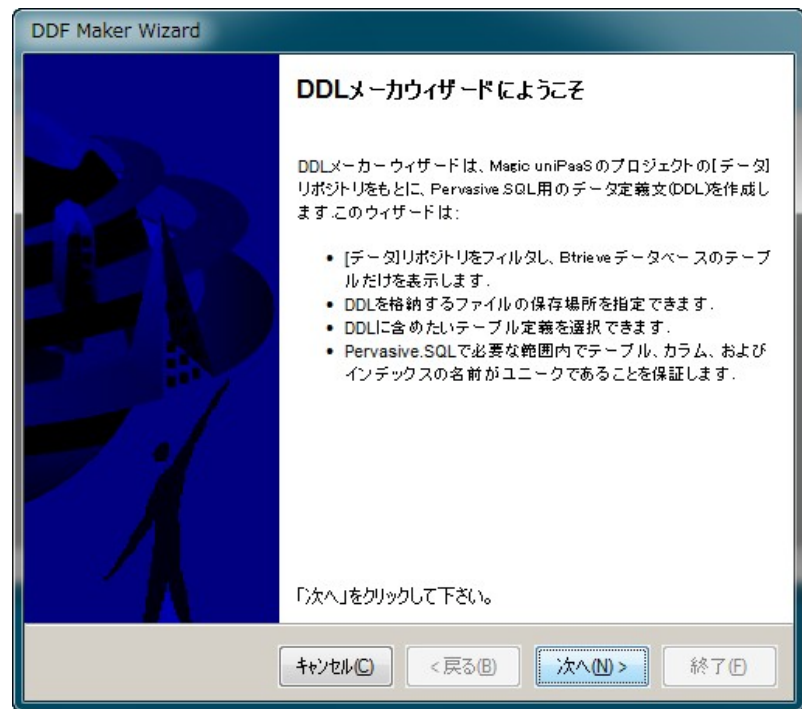 DDF Maker Wizard
DDLメーカウィザードにようこそ
DDLメーカー ウィザードは、Magic uniPaaSのプロジェクトの[データ]
リポジトリをもとに、Pervasive.SQL用のデータ定義文(DDL)を作成し
ます.このウィザードは:
• [データ]リポジトリをフィルタし、Btrieveデータベースのテーブ
ルだけを表示します.
• DDLを格納するファイルの保存場所を指定できます.
• DDLに含めたいテーブル定義を選択できます.
• Pervasive.SQLで必要な範囲内でテーブル、カラム、および
インデックスの名前がユニークであることを保証します.
「次へ」をクリックして下さい。
キャンセル(C) < 戻る(B) 次へ(N) > 終了(F)